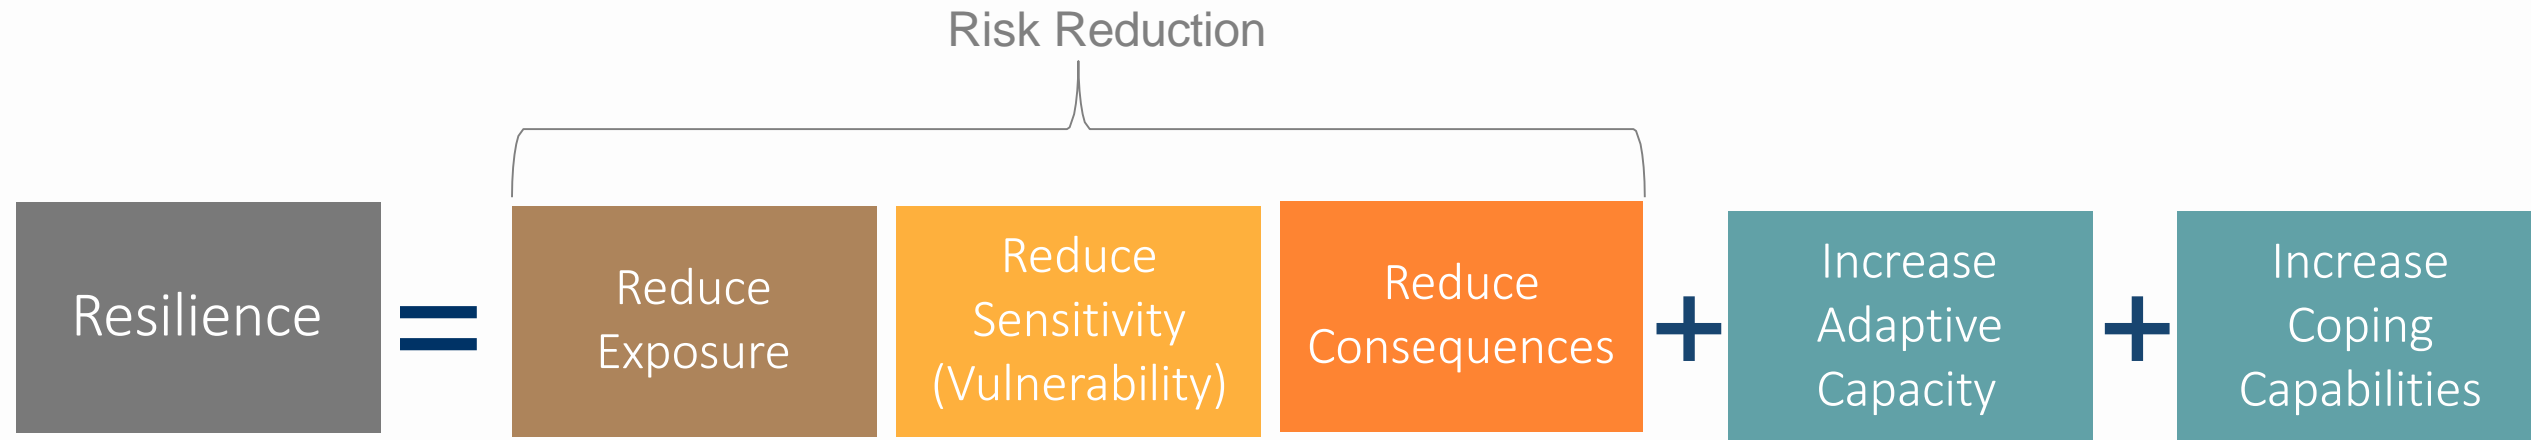 Risk Reduction
Resilience
=
Reduce
Exposure
Reduce
Sensitivity
(Vulnerability)
Reduce
Consequences
+
Increase
Adaptive
Capacity
+
Increase
Coping
Capabilities